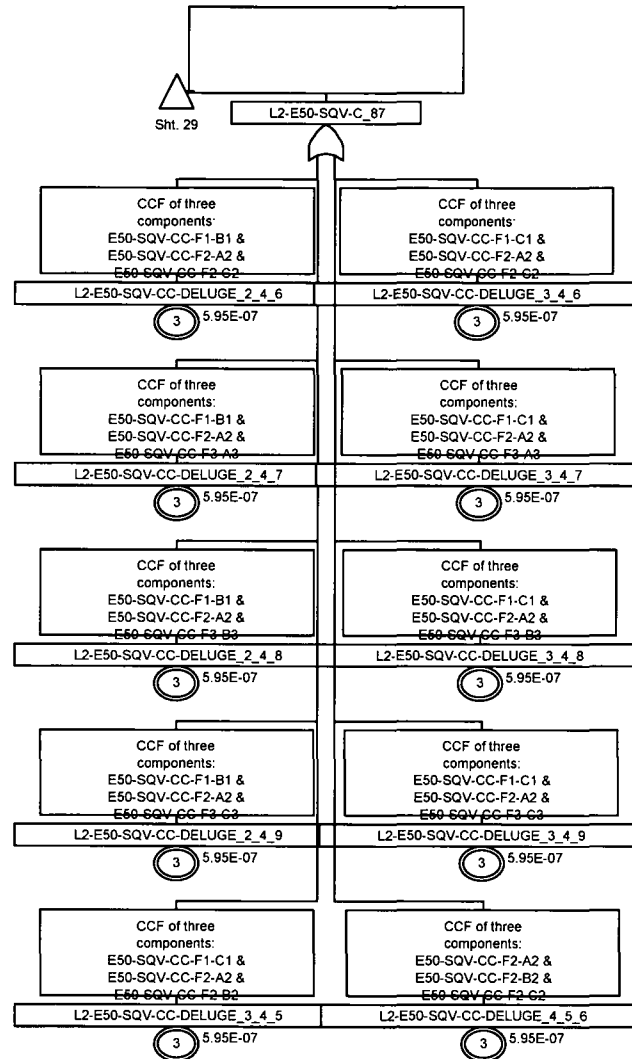 L2-E50-SQV-C_87
Sht. 29
CCF of three
components:
E50-SQV-CC-F1-B1 &
E50-SQV-CC-F2-A2 &
E50-SQV-CC-F2-C2
L2-E50-SQV-CC-DELUGE_2_4_6
3
5.95E-07
CCF of three
components:
E50-SQV-CC-F1-C1 &
E50-SQV-CC-F2-A2 &
E50-SQV-CC-F2-C2
L2-E50-SQV-CC-DELUGE_3_4_6
3
5.95E-07
CCF of three
components:
E50-SQV-CC-F1-B1 &
E50-SQV-CC-F2-A2 &
E50-SQV-CC-F3-A3
L2-E50-SQV-CC-DELUGE_2_4_7
3
5.95E-07
CCF of three
components:
E50-SQV-CC-F1-C1 &
E50-SQV-CC-F2-A2 &
E50-SQV-CC-F3-A3
L2-E50-SQV-CC-DELUGE_3_4_7
3
5.95E-07
CCF of three
components:
E50-SQV-CC-F1-B1 &
E50-SQV-CC-F2-A2 &
E50-SQV-CC-F3-B3
L2-E50-SQV-CC-DELUGE_2_4_8
3
5.95E-07
CCF of three
components:
E50-SQV-CC-F1-C1 &
E50-SQV-CC-F2-A2 &
E50-SQV-CC-F3-B3
L2-E50-SQV-CC-DELUGE_3_4_8
3
5.95E-07
CCF of three
components:
E50-SQV-CC-F1-B1 &
E50-SQV-CC-F2-A2 &
E50-SQV-CC-F3-C3
L2-E50-SQV-CC-DELUGE_2_4_9
3
5.95E-07
CCF of three
components:
E50-SQV-CC-F1-C1 &
E50-SQV-CC-F2-A2 &
E50-SQV-CC-F3-C3
L2-E50-SQV-CC-DELUGE_3_4_9
3
5.95E-07
CCF of three
components:
E50-SQV-CC-F1-C1 &
E50-SQV-CC-F2-A2 &
E50-SQV-CC-F2-B2
L2-E50-SQV-CC-DELUGE_3_4_5
3
5.95E-07
CCF of three
components:
E50-SQV-CC-F2-A2 &
E50-SQV-CC-F2-B2 &
E50-SQV-CC-F2-C2
L2-E50-SQV-CC-DELUGE_4_5_6
3
5.95E-07